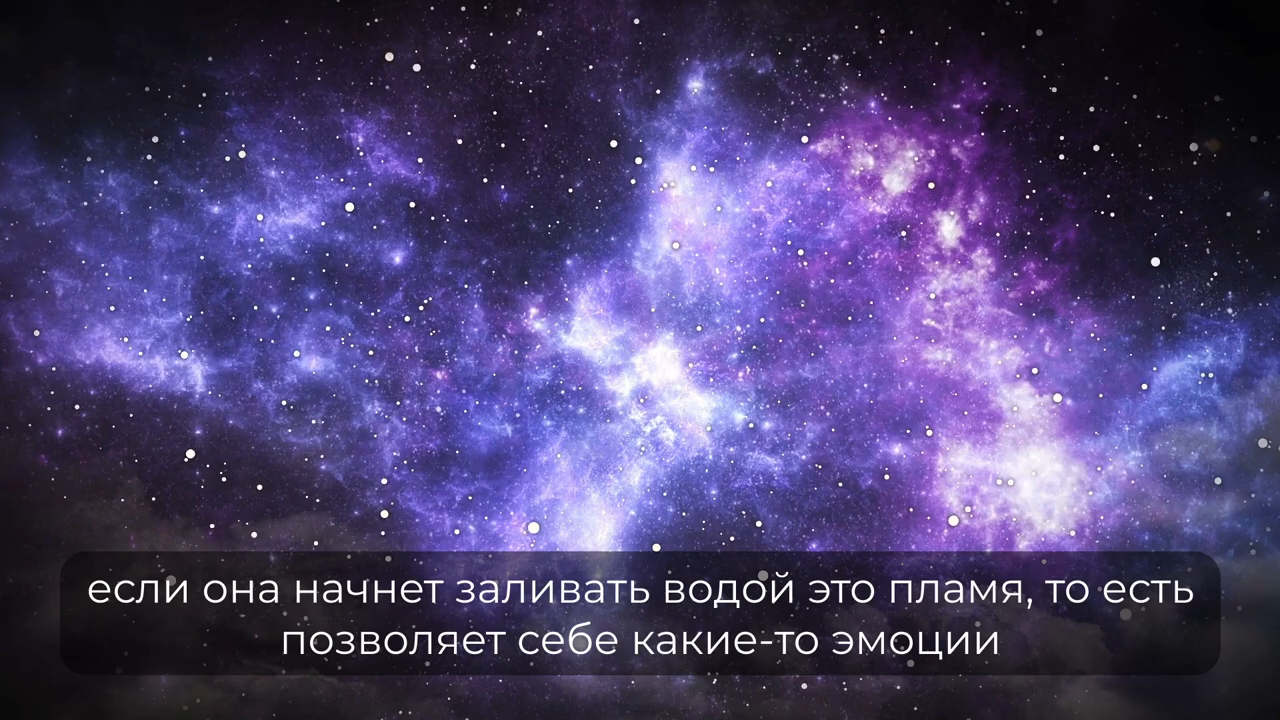 если она начнет заливать водой это пламя, то есть
позволяет себе какие-то эмоции